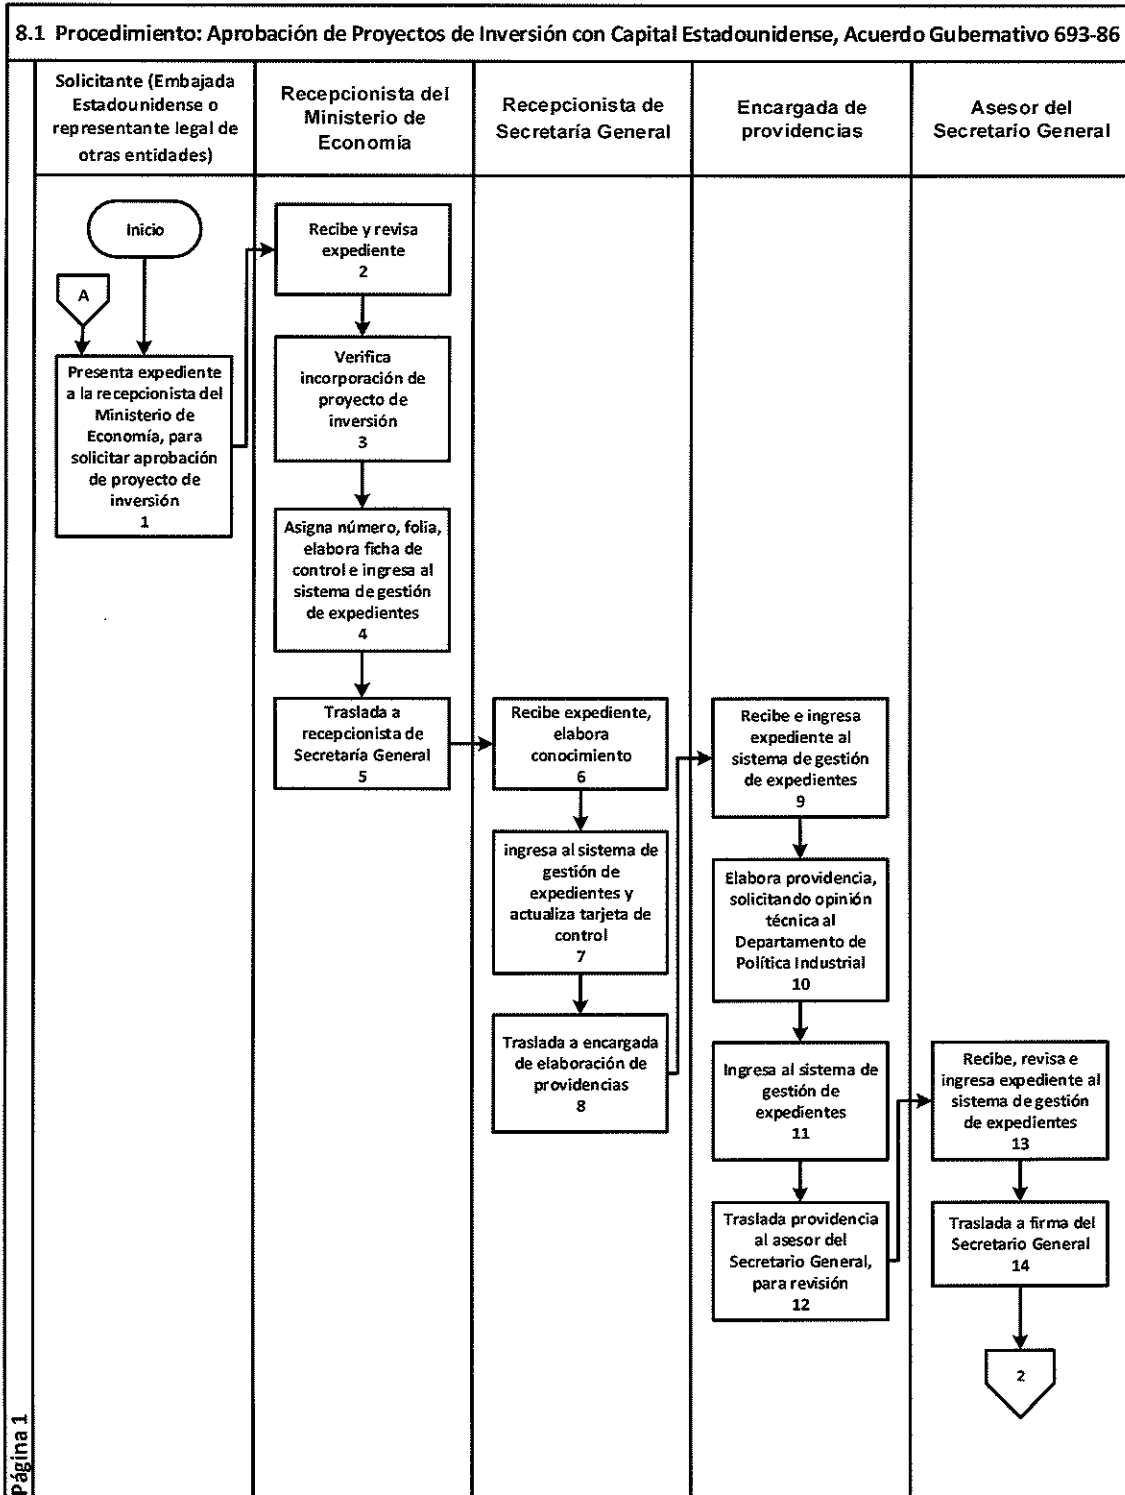 8.1 Procedimiento: Aprobación de Proyectos de Inversión con Capital Estadounidense, Acuerdo Gubernativo 693-86
Solicitante (Embajada
Estadounidense o
representante legal de
otras entidades)
Recepcionista del
Ministerio de
Economía
Recepcionista de
Secretaría General
Encargada de
providencias
Asesor del
Secretario General
Inicio
A
Presenta expediente
a la recepcionista del
Ministerio de
Economía, para
solicitar aprobación
de proyecto de
inversión
1
Recibe y revisa
expediente
2
Verifica
incorporación de
proyecto de
inversión
3
Asigna número, folia,
elabora ficha de
control e ingresa al
sistema de gestión
de expedientes
4
Traslada a
recepcionista de
Secretaría General
5
Recibe expediente,
elabora
conocimiento
6
ingresa al sistema de
gestión de
expedientes y
actualiza tarjeta de
control
7
Traslada a encargada
de elaboración de
providencias
8
Recibe e ingresa
expediente al
sistema de gestión
de expedientes
9
Elabora providencia,
solicitando opinión
técnica al
Departamento de
Política Industrial
10
Ingresa al sistema de
gestión de
expedientes
11
Traslada providencia
al asesor del
Secretario General,
para revisión
12
Recibe, revisa e
ingresa expediente al
sistema de gestión
de expedientes
13
Traslada a firma del
Secretario General
14
2
Página 1